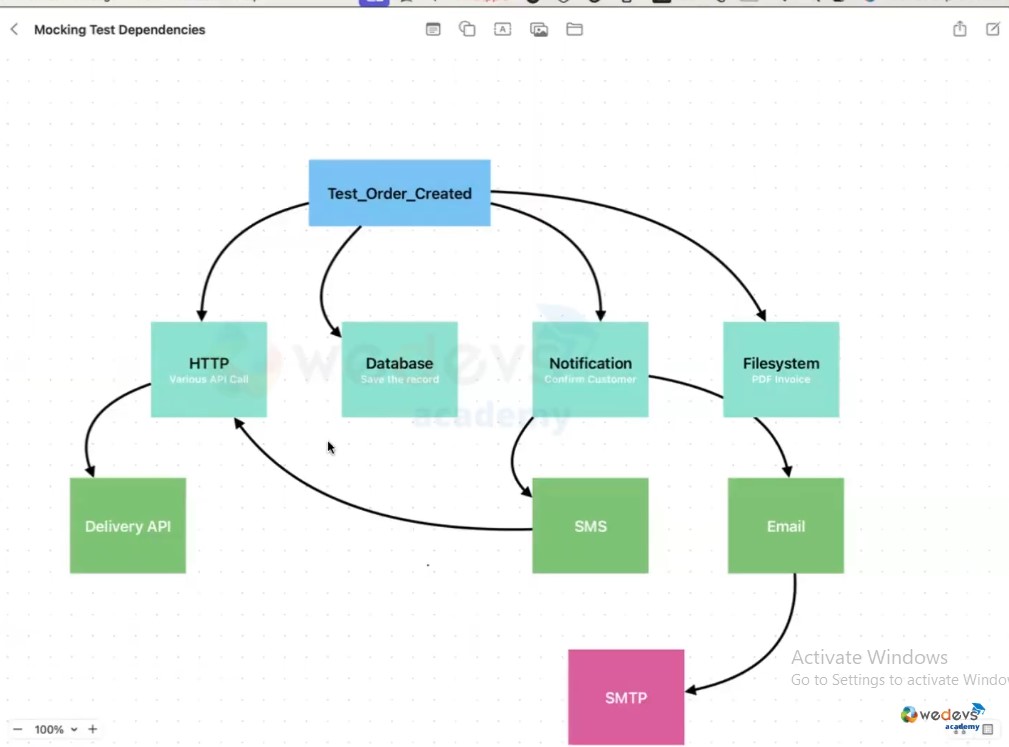 Mocking Test Dependencies
Test_Order_Created
HTTP
Various API Call
Database
Save the record
Notification
Confirm Customer
Filesystem
PDF Invoice
wedevs
academy
Delivery API
SMS
Email
SMTP
Activate Windows
Go to Settings to activate Windo
100%
wedevs
academy